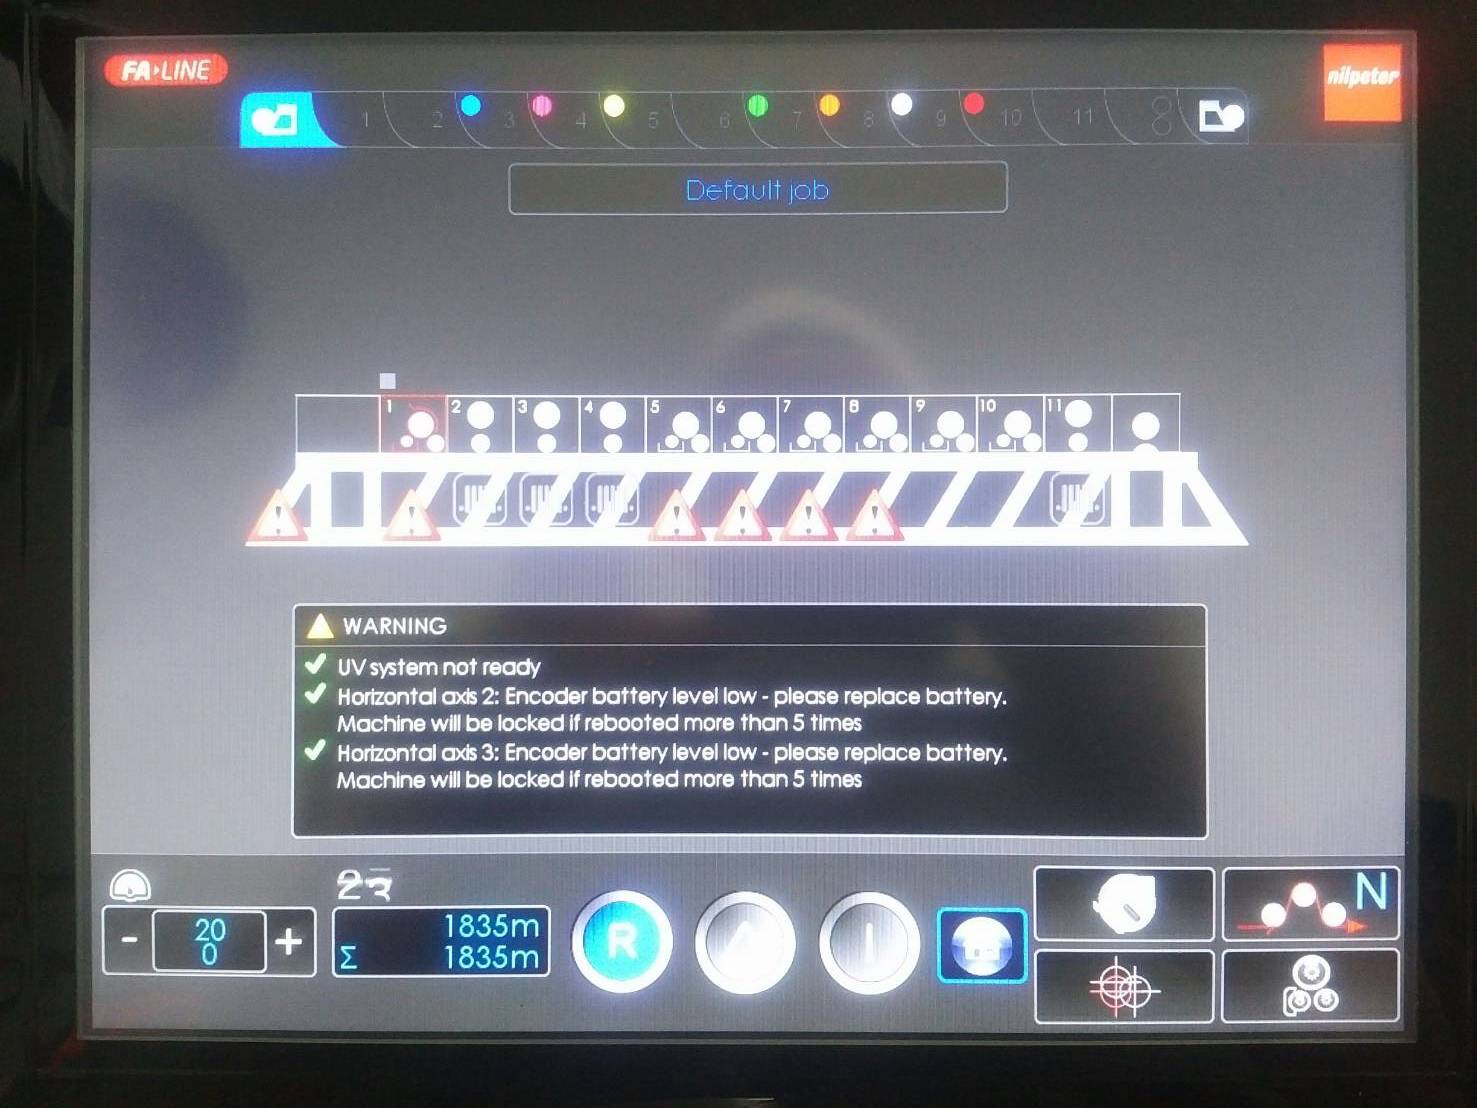 FA LINE
nilpeter
1 2 3 4 5 6 7 8 9 10 11
Default job
1 2 3 4 5 6 7 8 9 10 11
WARNING
UV system not ready
Horizontal axis 2: Encoder battery level low - please replace battery.
Machine will be locked if rebooted more than 5 times
Horizontal axis 3: Encoder battery level low - please replace battery.
Machine will be locked if rebooted more than 5 times
23
- 20 +
0
1835m
Σ 1835m
R
N